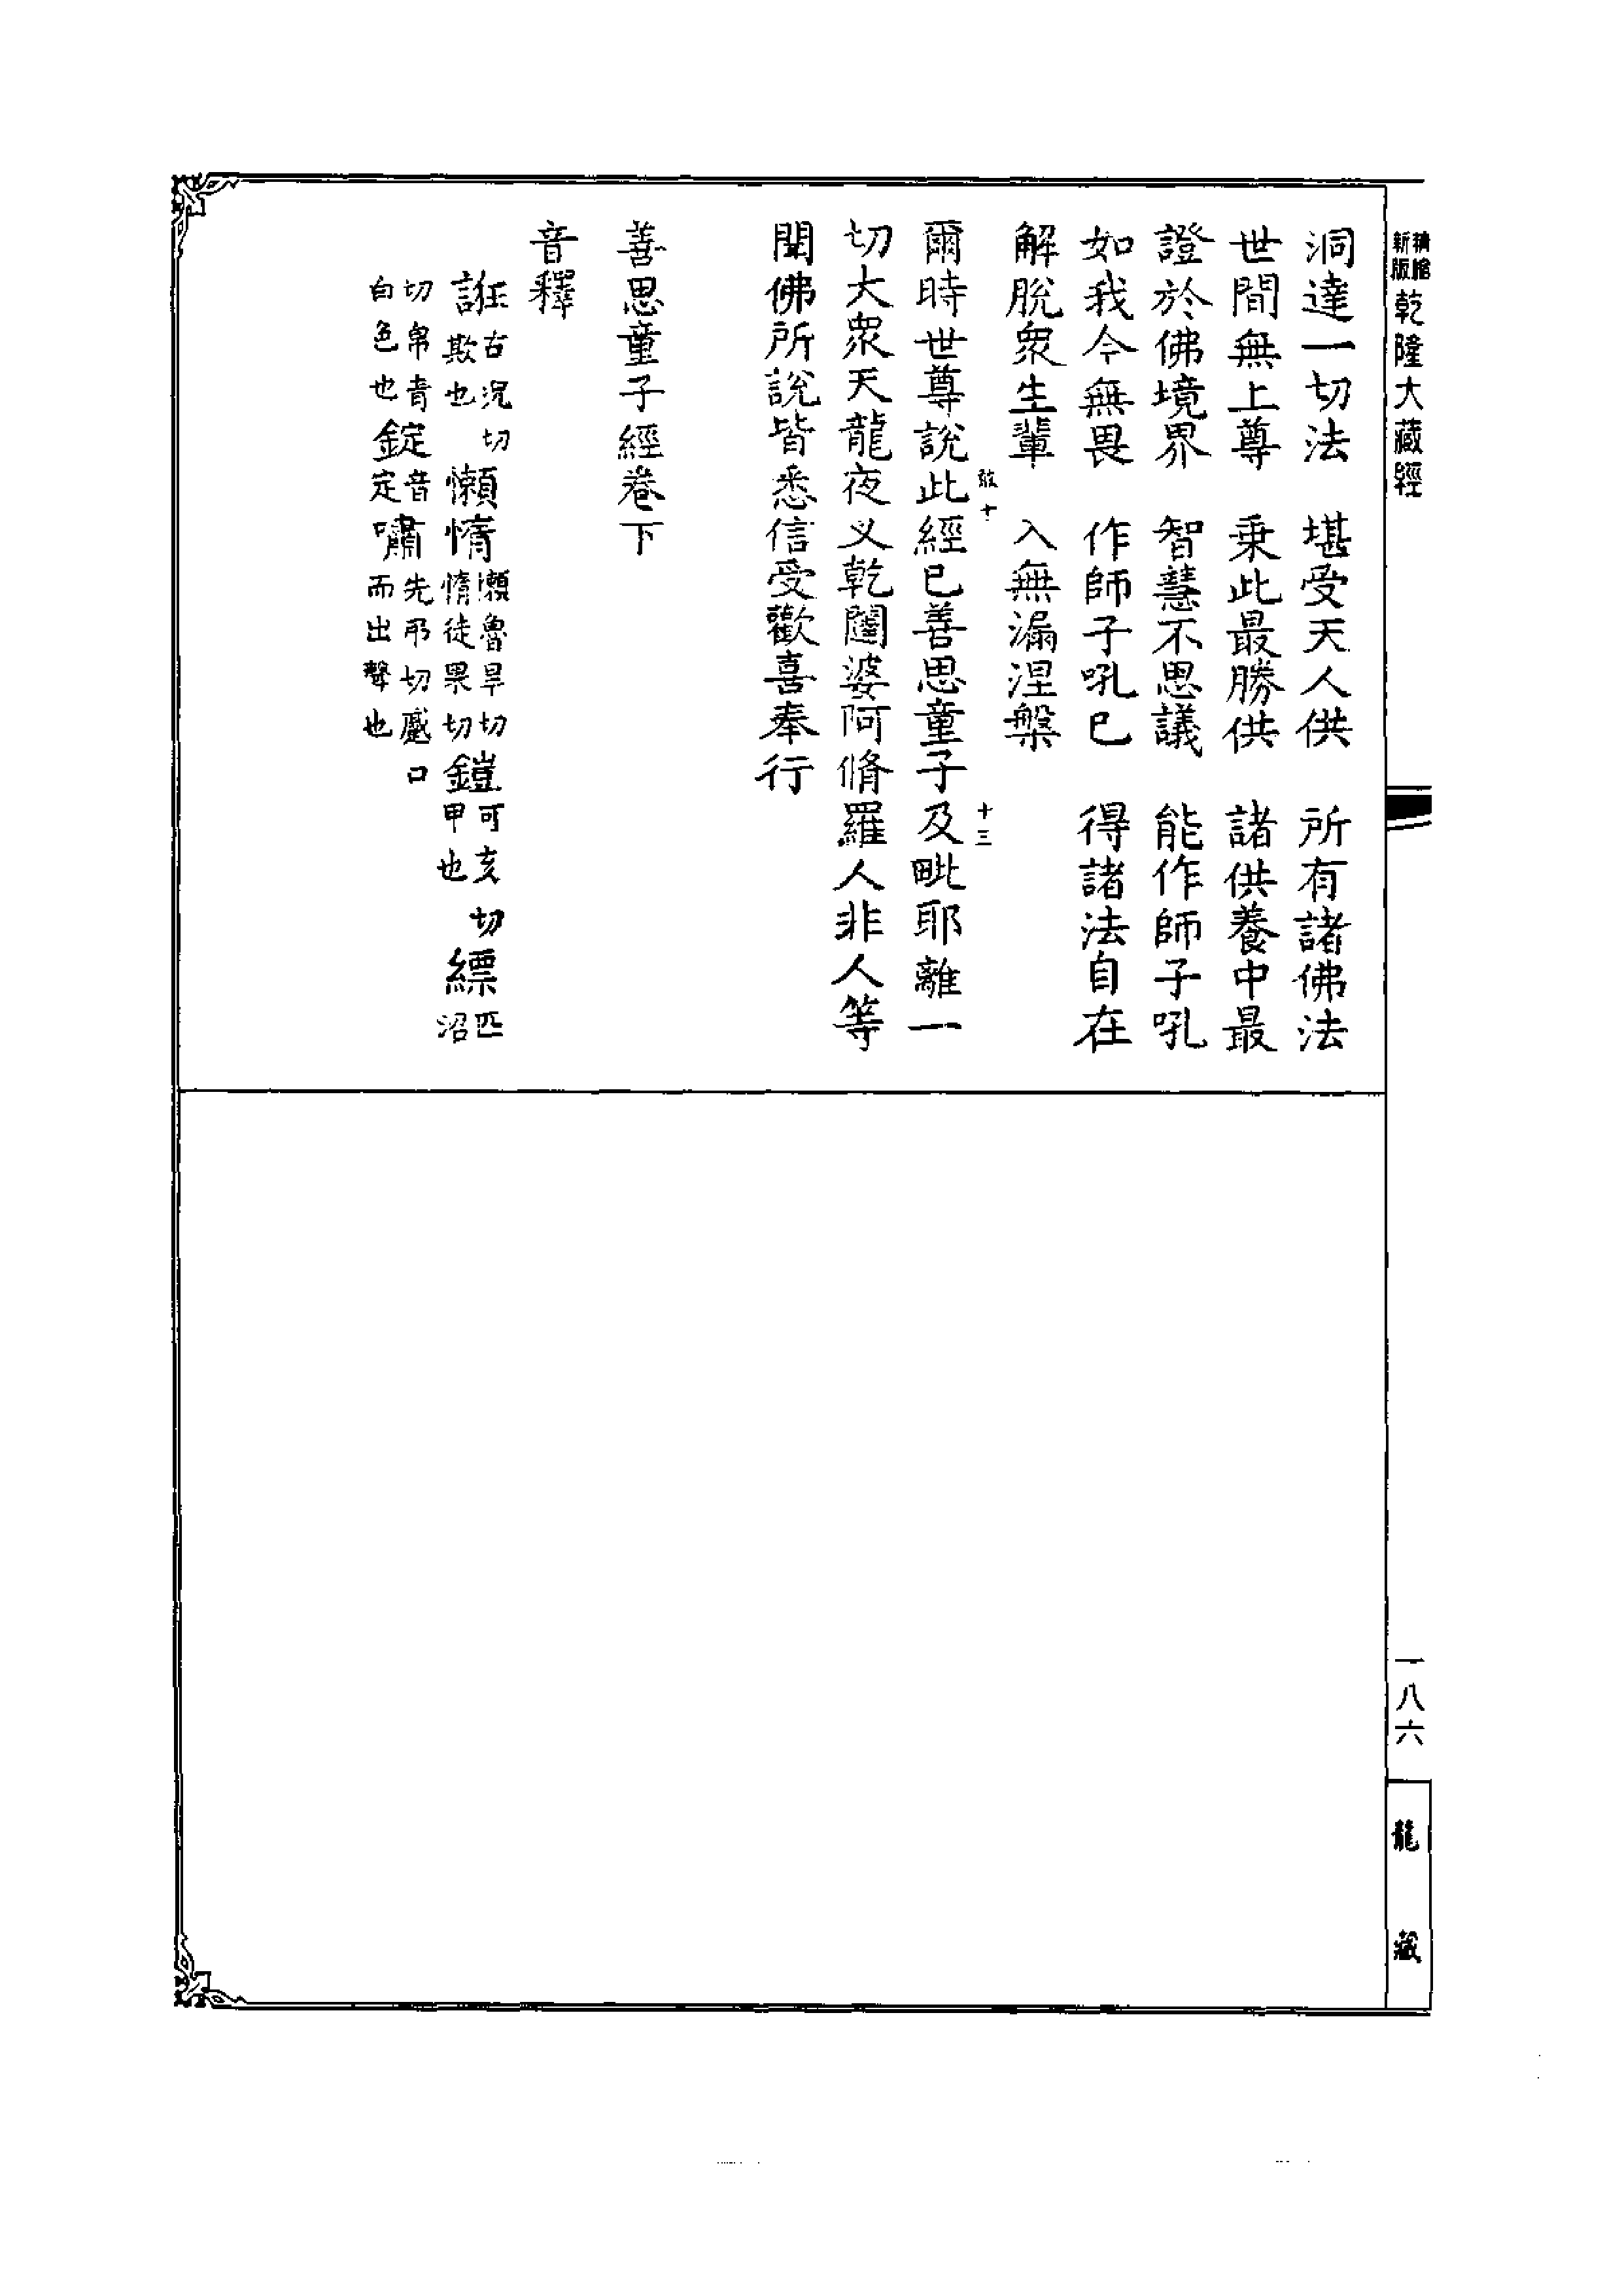 精繪新版乾隆大藏經
洞達一切法　堪受天人供　所有諸佛法
世間無上尊　乗此最勝供　諸供養中最
證於佛境界　智慧不思議　能作師子吼
如我今無畏　作師子吼已　得諸法自在
解脫衆生輩　入無漏涅槃
十三
爾時世尊說此經已善思童子及毗耶離一
切大衆天龍夜叉乾闥婆阿脩羅人非人等
聞佛所說皆悉信受歡喜奉行
善思童子經卷下
音釋
誑古況切欺也懶惰懶魯旱切惰徒果切鎧可亥切甲也縹匹沼
切帛青白色也錠音定嘯先弔切蹙口而出聲也
一八六
龍藏